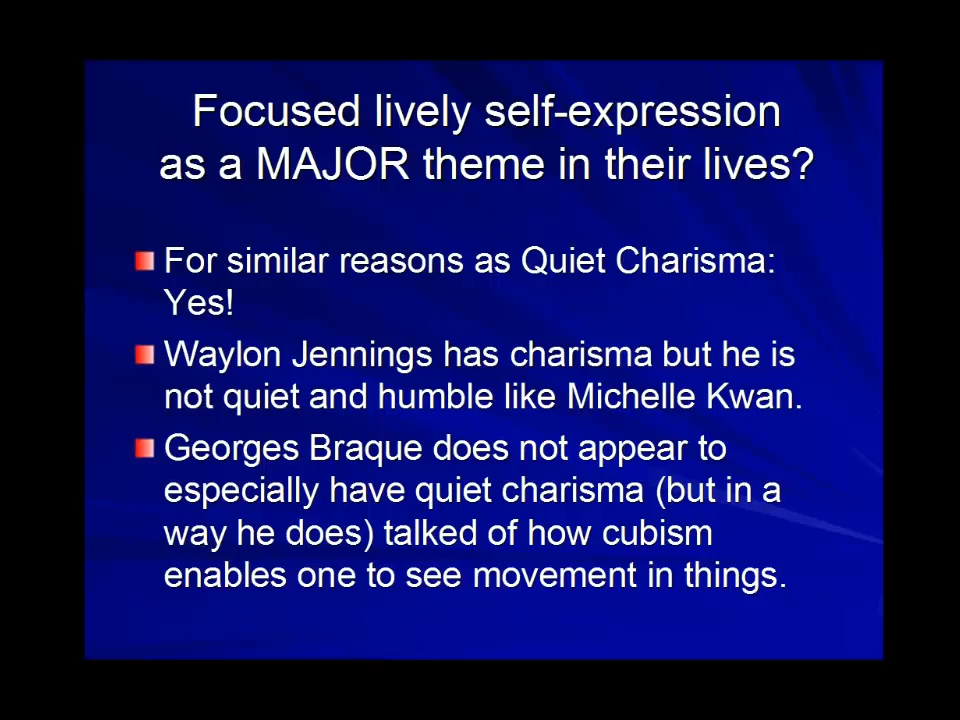 Focused lively self-expression
as a MAJOR theme in their lives?
For similar reasons as Quiet Charisma:
Yes!
Waylon Jennings has charisma but he is
not quiet and humble like Michelle Kwan.
Georges Braque does not appear to
especially have quiet charisma (but in a
way he does) talked of how cubism
enables one to see movement in things.